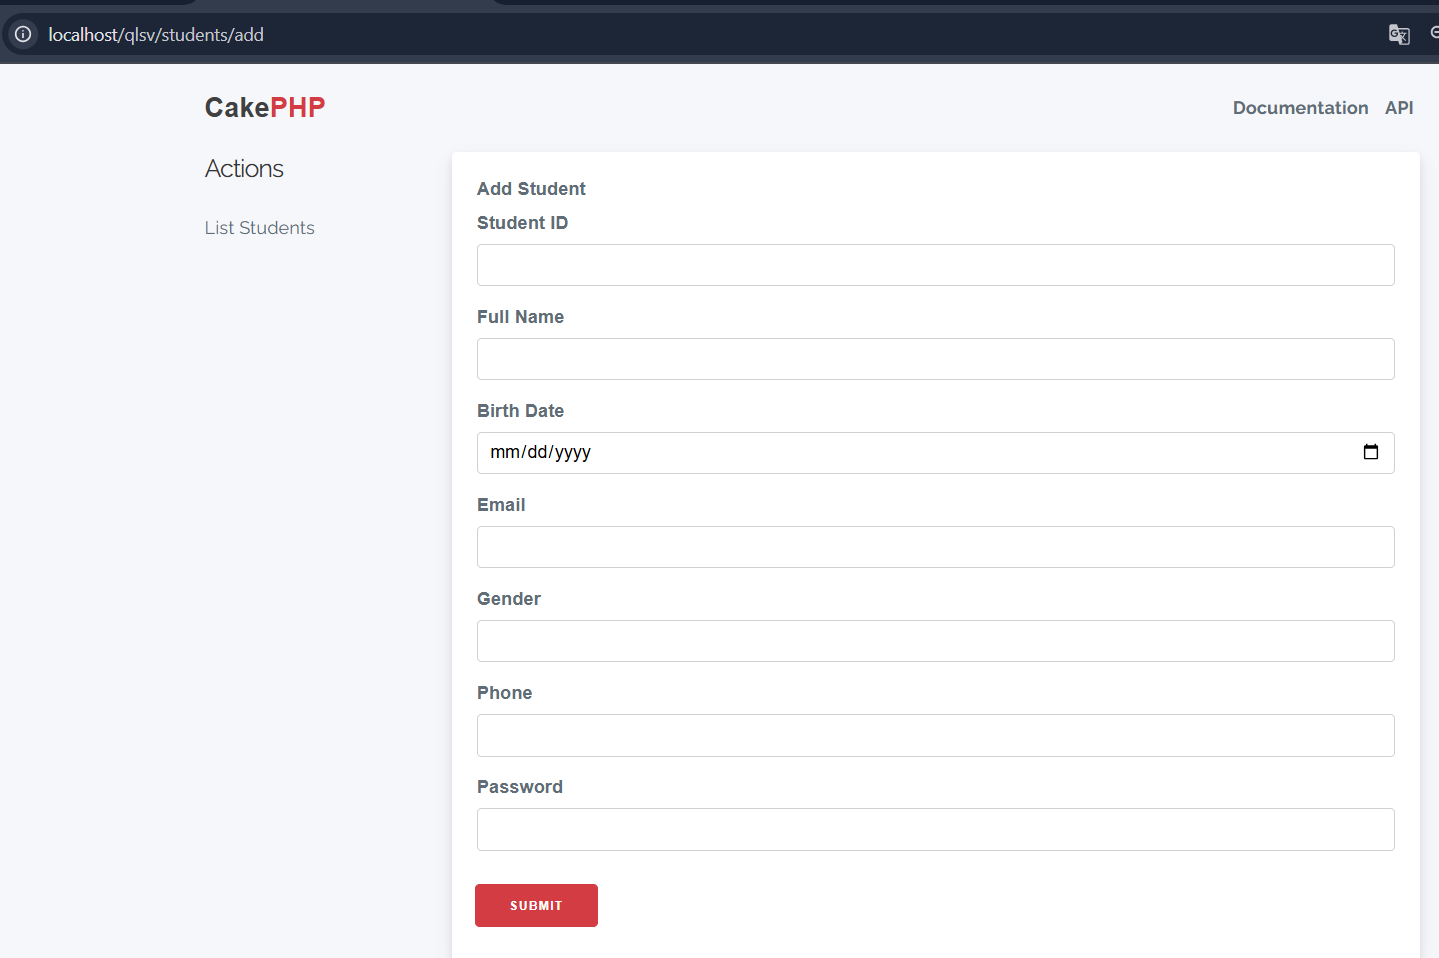 localhost/qlsv/students/add
CakePHP
Documentation API
Actions
List Students
Add Student
Student ID
Full Name
Birth Date
mm/dd/yyyy
Email
Gender
Phone
Password
SUBMIT